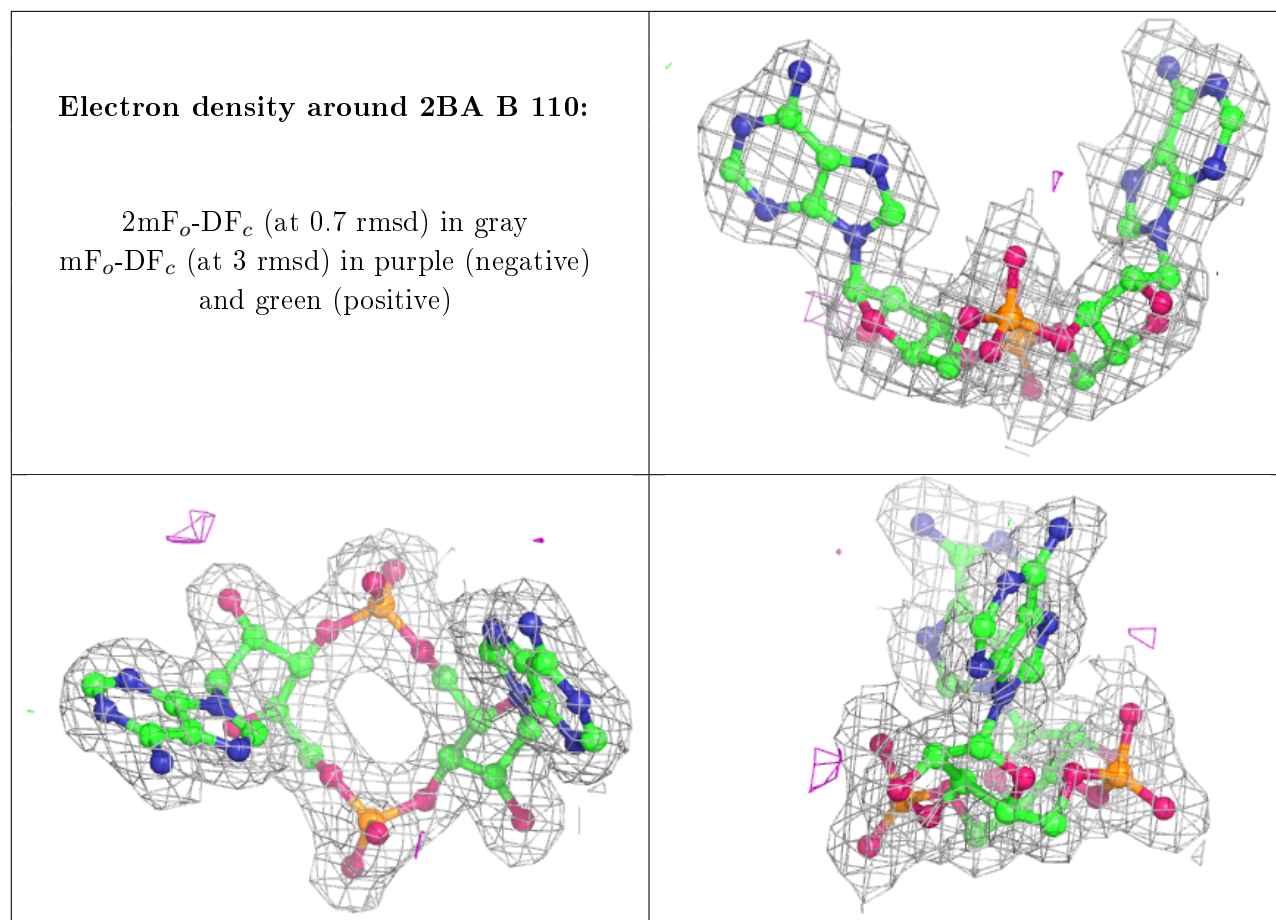 Electron density around 2BA B 110:
2mFo-DFc (at 0.7 rmsd) in gray
mFo-DFc (at 3 rmsd) in purple (negative)
and green (positive)